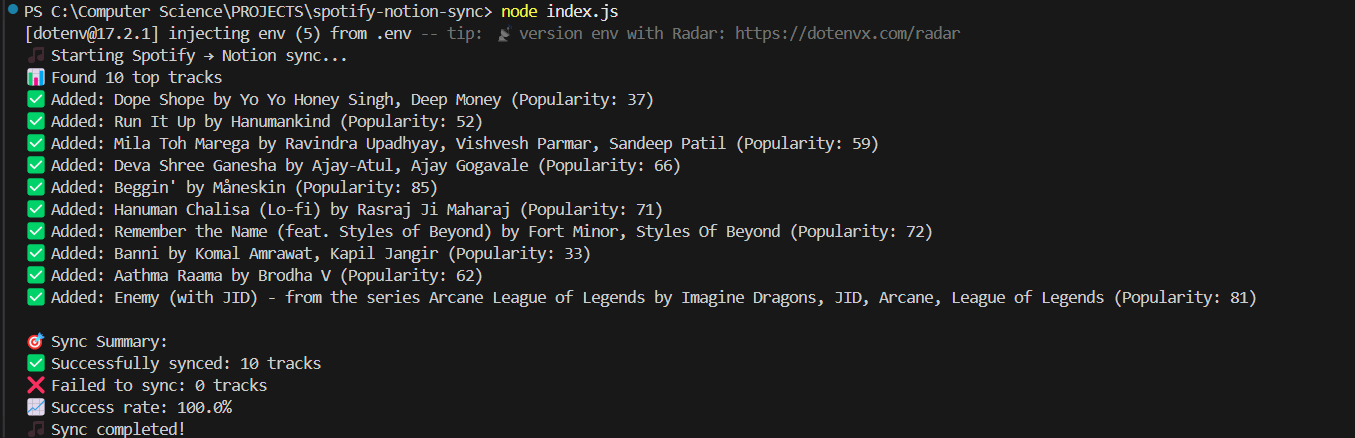 PS C:\Computer Science\PROJECTS\spotify-notion-sync> node index.js
[dotenv@17.2.1] injecting env (5) from .env -- tip: 📡 version env with Radar: https://dotenvx.com/radar
🎵 Starting Spotify → Notion sync...
📊 Found 10 top tracks
✅ Added: Dope Shope by Yo Yo Honey Singh, Deep Money (Popularity: 37)
✅ Added: Run It Up by Hanumankind (Popularity: 52)
✅ Added: Mila Toh Marega by Ravindra Upadhyay, Vishvesh Parmar, Sandeep Patil (Popularity: 59)
✅ Added: Deva Shree Ganesha by Ajay-Atul, Ajay Gogavale (Popularity: 66)
✅ Added: Beggin' by Måneskin (Popularity: 85)
✅ Added: Hanuman Chalisa (Lo-fi) by Rasraj Ji Maharaj (Popularity: 71)
✅ Added: Remember the Name (feat. Styles of Beyond) by Fort Minor, Styles Of Beyond (Popularity: 72)
✅ Added: Banni by Komal Amrawat, Kapil Jangir (Popularity: 33)
✅ Added: Aathma Raama by Brodha V (Popularity: 62)
✅ Added: Enemy (with JID) - from the series Arcane League of Legends by Imagine Dragons, JID, Arcane, League of Legends (Popularity: 81)
🎯 Sync Summary:
✅ Successfully synced: 10 tracks
❌ Failed to sync: 0 tracks
📈 Success rate: 100.0%
🎵 Sync completed!